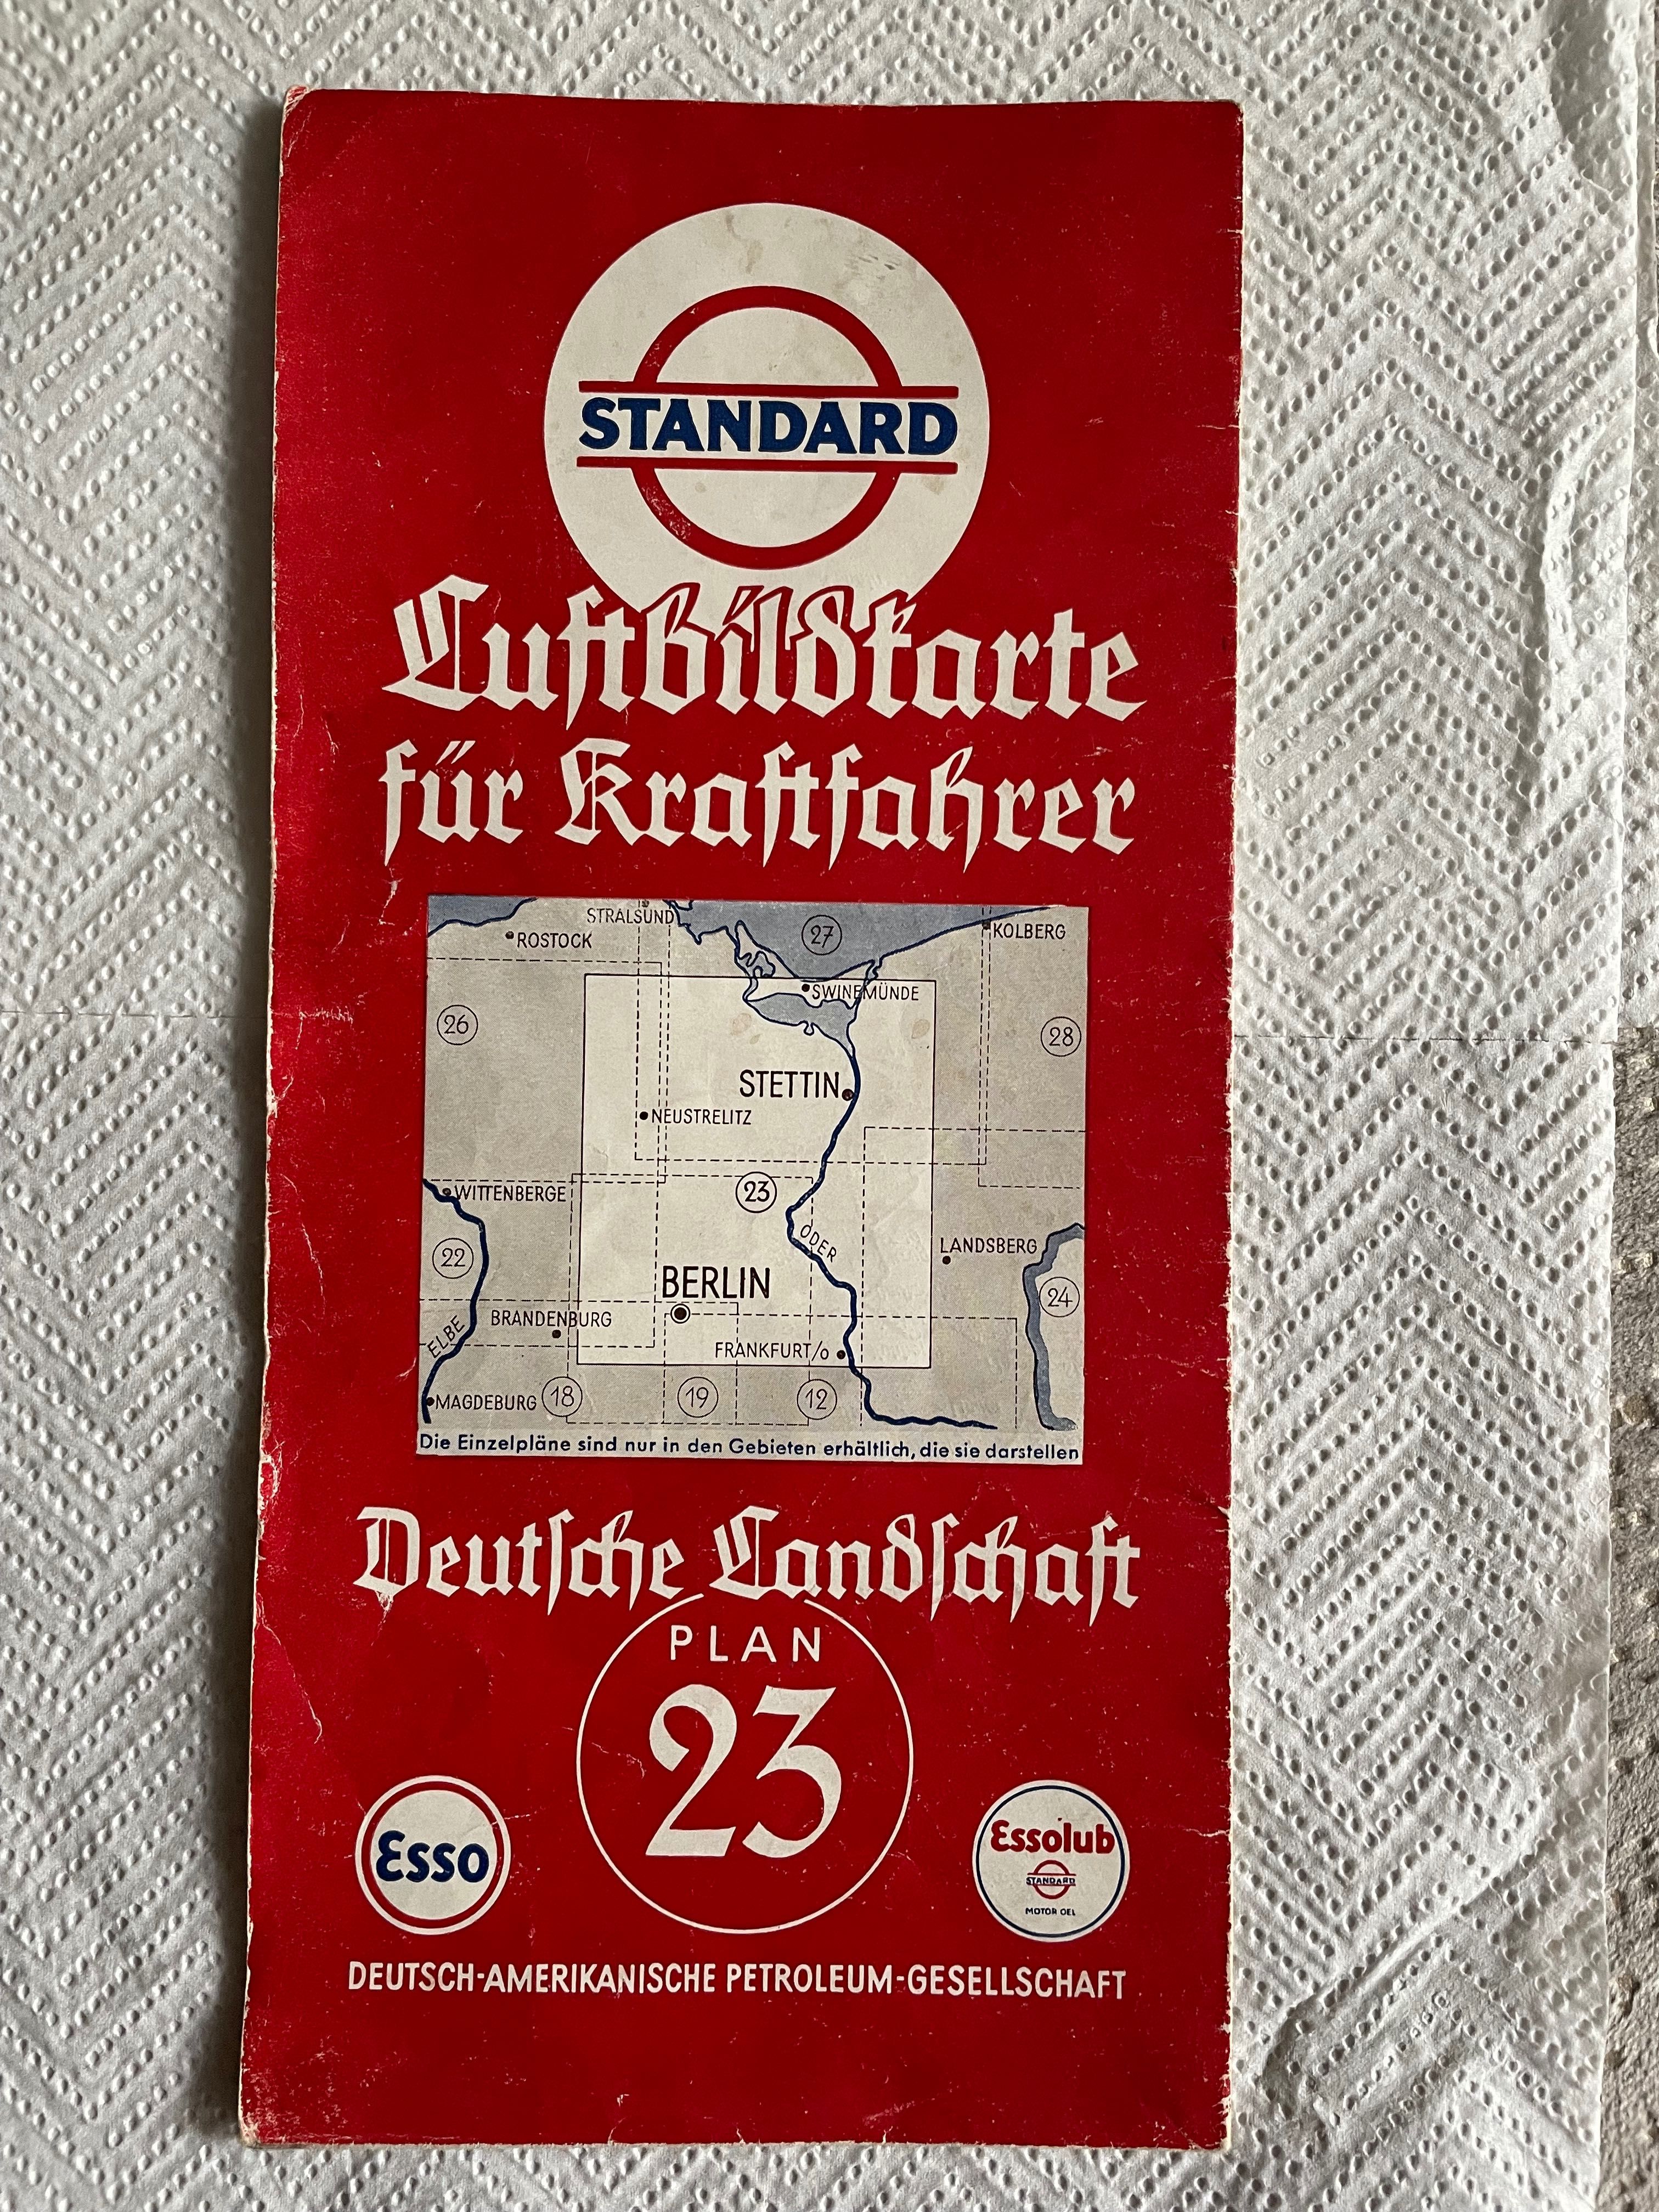 STANDARD
Luftbildkarte
für Kraftfahrer
STRALSUND
ROSTOCK
27
KOLBERG
SWINEMÜNDE
26
28
STETTIN
NEUSTRELITZ
WITTENBERGE
23
ODER
22
LANDSBERG
BERLIN
24
BRANDENBURG
ELBE
FRANKFURT/O
MAGDEBURG
18
19
12
Die Einzelpläne sind nur in den Gebieten erhältlich, die sie darstellen
Deutſche Landſchaft
PLAN
23
Esso
Essolub
STANDARD
MOTOR OEL
DEUTSCH-AMERIKANISCHE PETROLEUM-GESELLSCHAFT